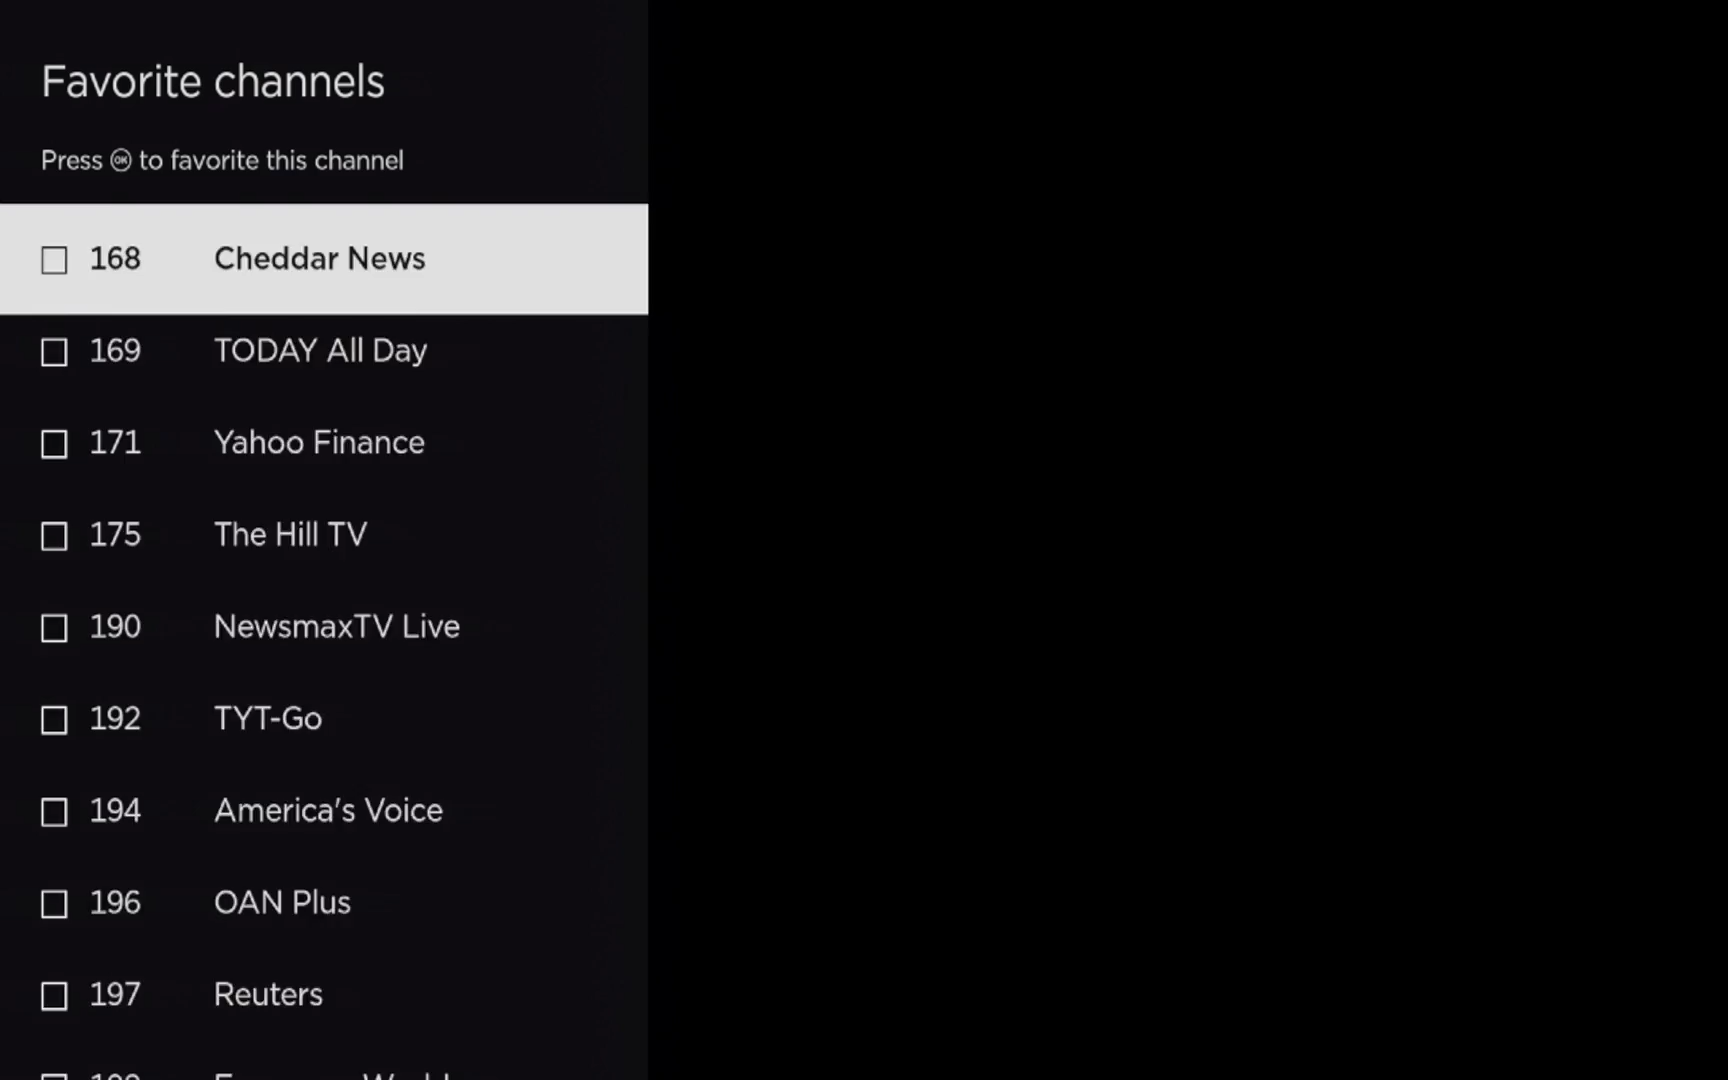 Favorite channels
Press OK to favorite this channel
168 Cheddar News
169 TODAY All Day
171 Yahoo Finance
175 The Hill TV
190 NewsmaxTV Live
192 TYT-Go
194 America's Voice
196 OAN Plus
197 Reuters